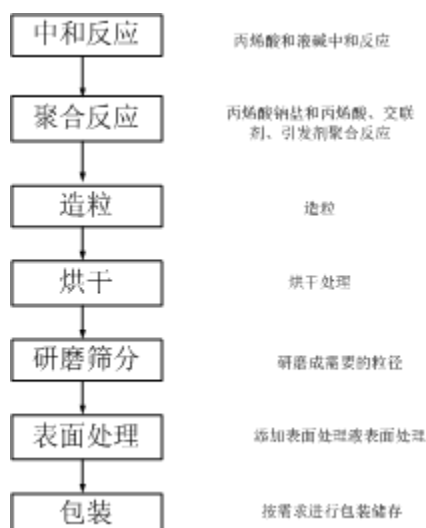 中和反应
丙烯酸和液碱中和反应
聚合反应
丙烯酸钠盐和丙烯酸、交联
剂、引发剂聚合反应
造粒
造粒
烘干
烘干处理
研磨筛分
研磨成需要的粒径
表面处理
添加表面处理液表面处理
包装
按需求进行包装储存